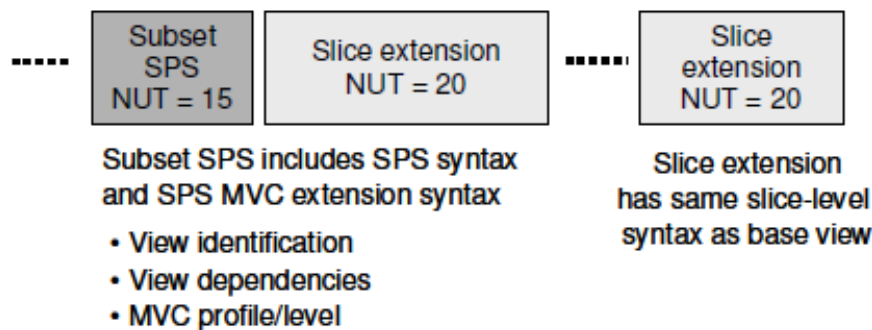 Subset
SPS
NUT = 15
Slice extension
NUT = 20
Slice
extension
NUT = 20
Subset SPS includes SPS syntax
and SPS MVC extension syntax
• View identification
• View dependencies
• MVC profile/level
Slice extension
has same slice-level
syntax as base view